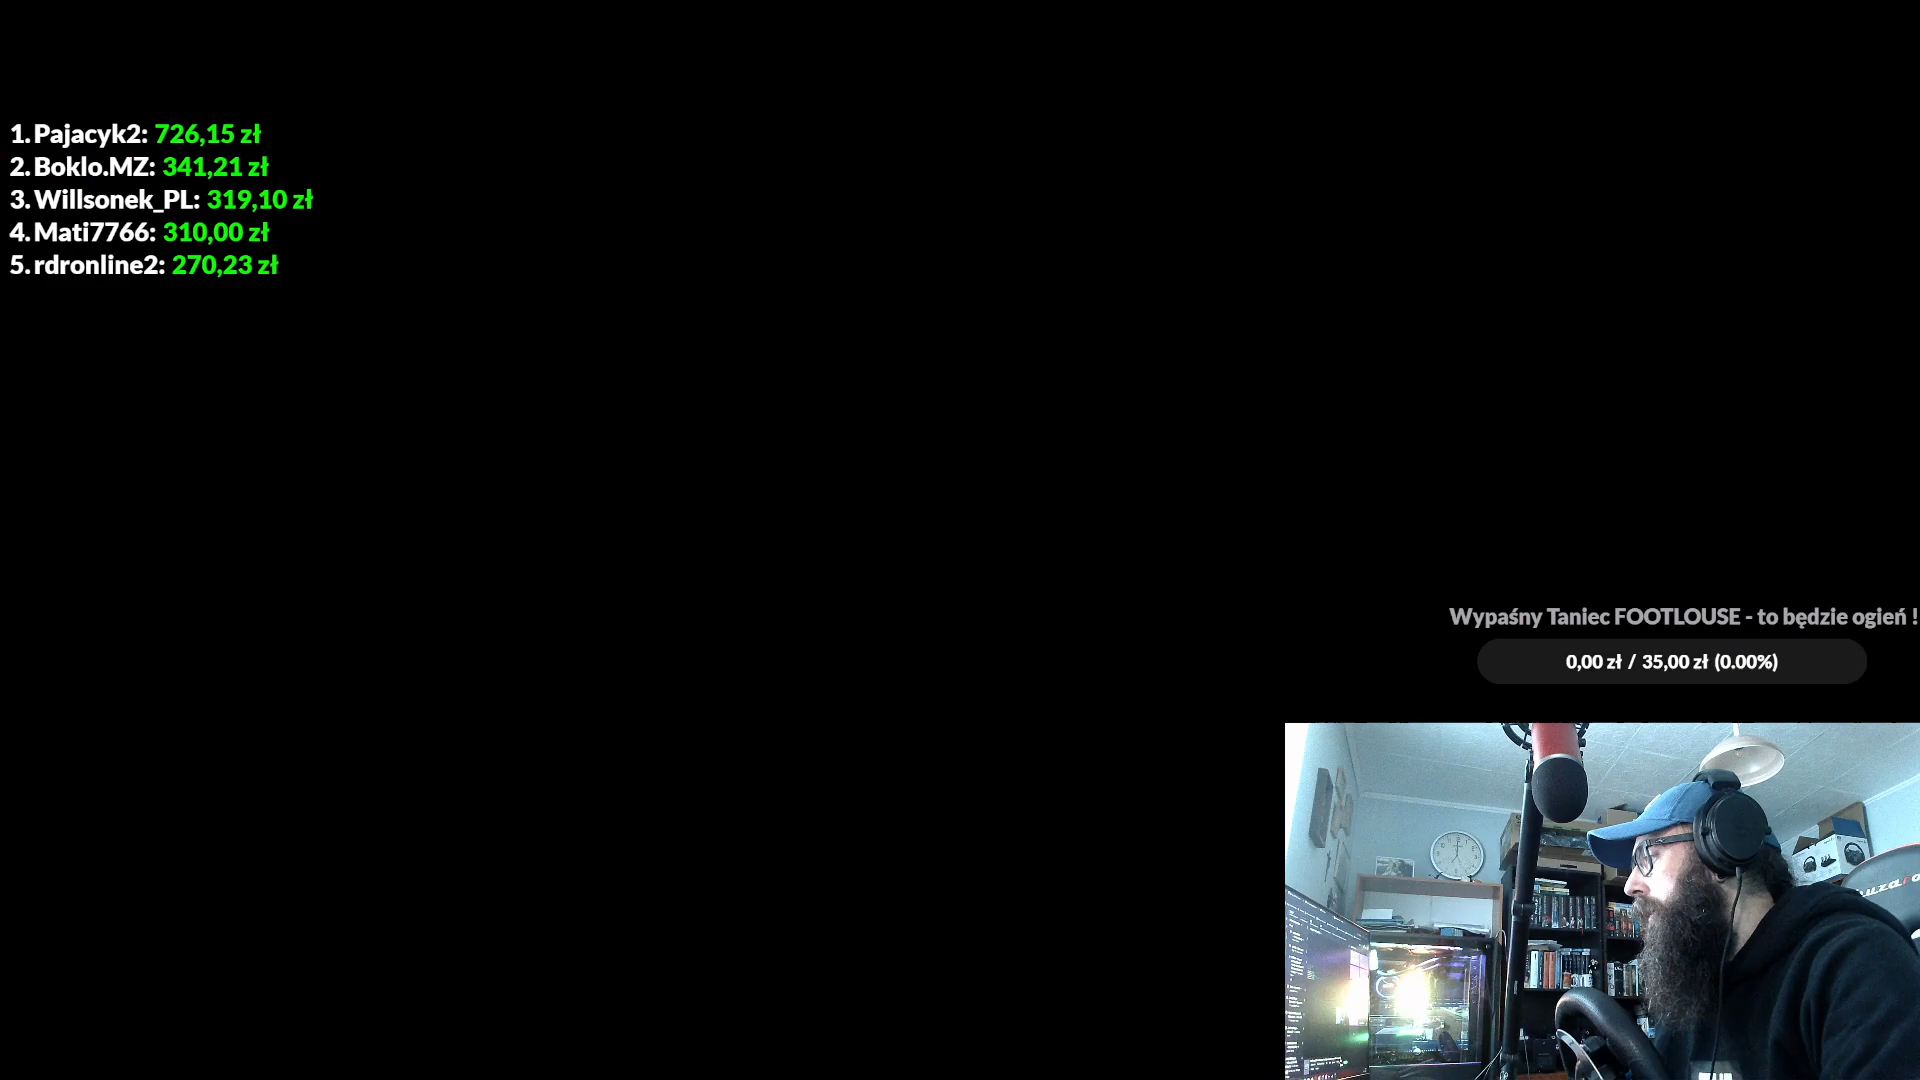 1. Pajacyk2: 726,15 zł
2. Boklo.MZ: 341,21 zł
3. Willsonek_PL: 319,10 zł
4. Mati7766: 310,00 zł
5. rdronline2: 270,23 zł
Wypaśny Taniec FOOTLOUSE - to będzie ogień !
0,00 zł / 35,00 zł (0.00%)